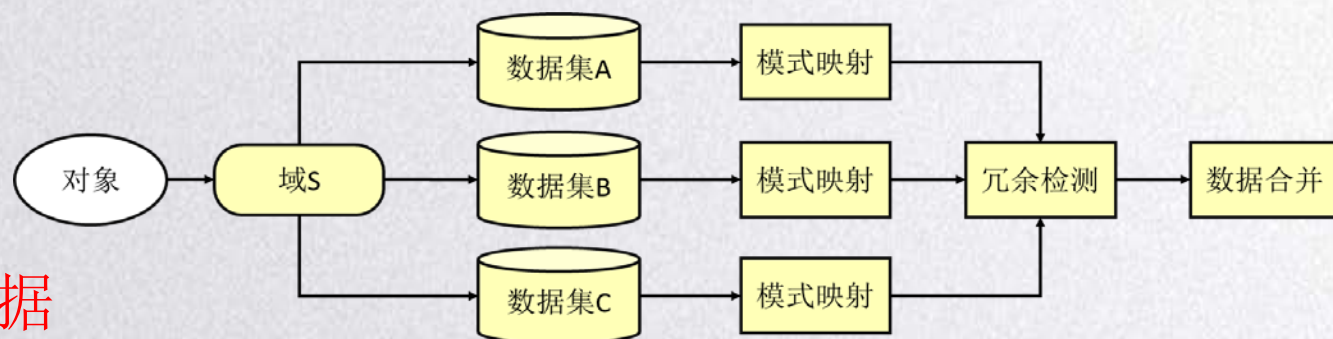 数据集A
模式映射
对象
域S
数据集B
模式映射
冗余检测
数据合并
据
数据集C
模式映射